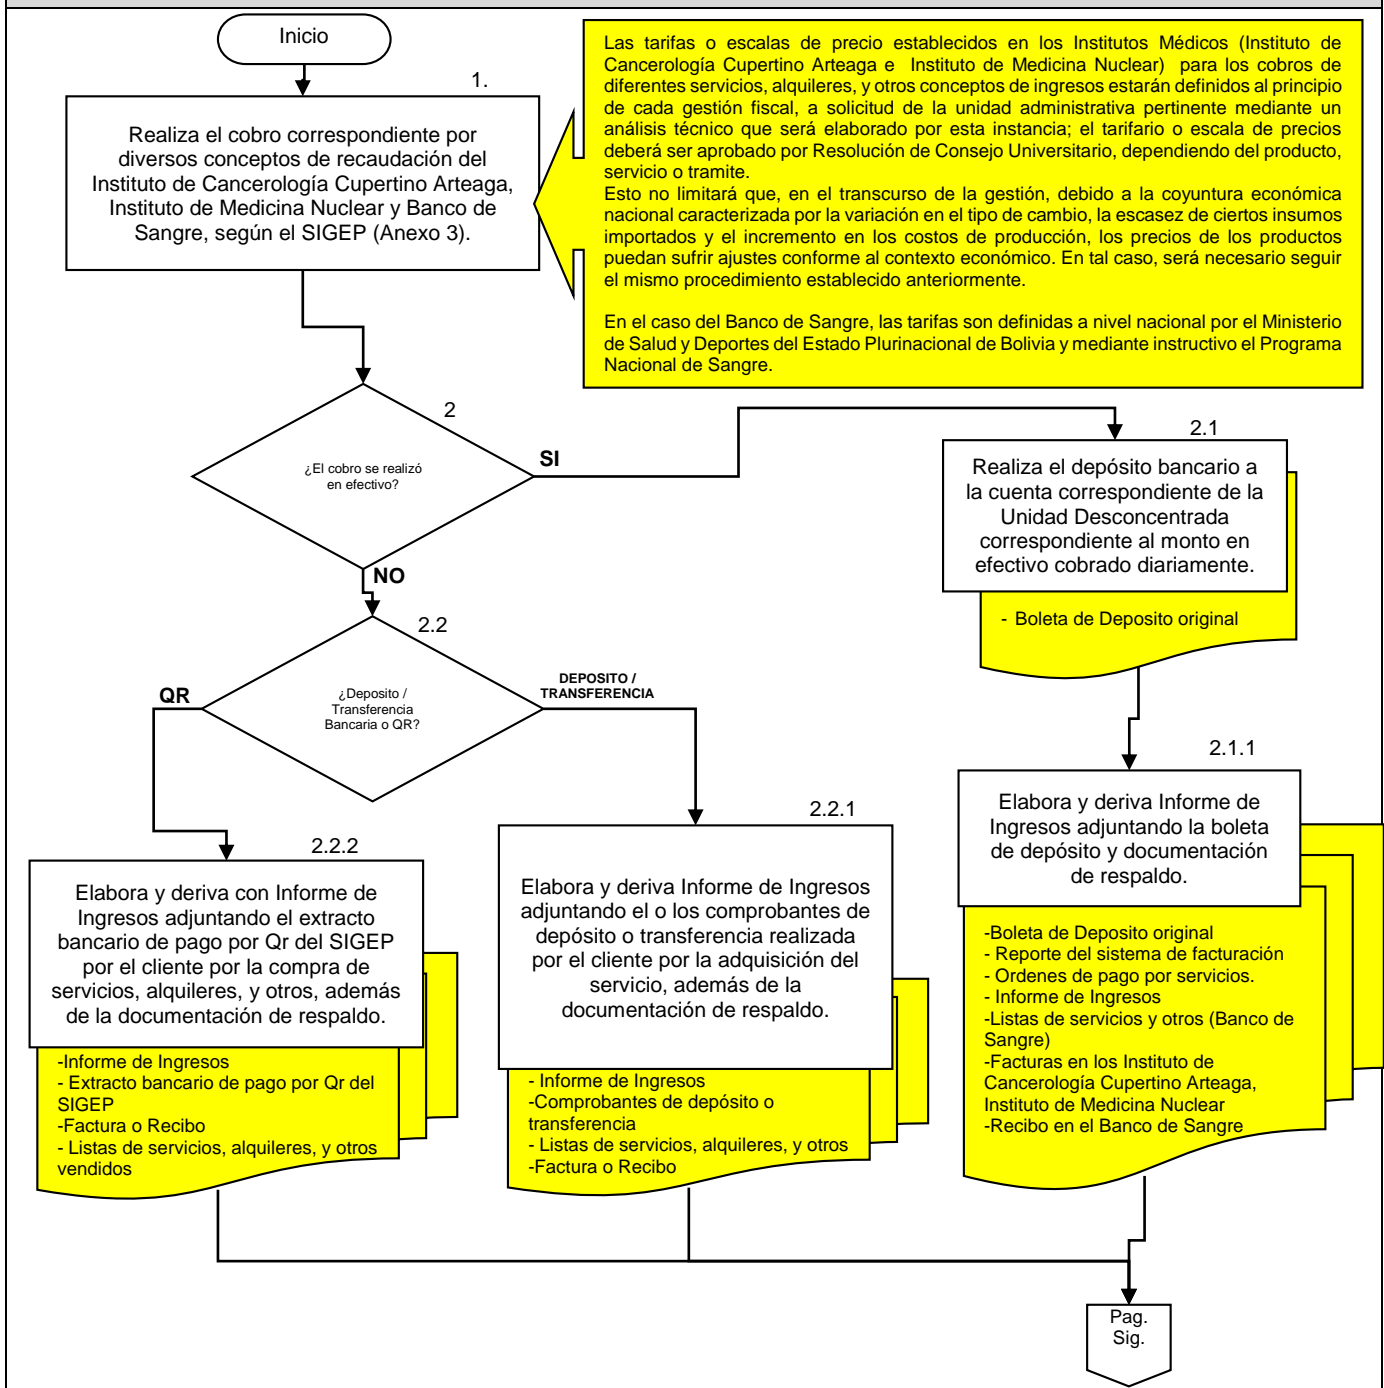 Inicio
1.
Realiza el cobro correspondiente por
diversos conceptos de recaudación del
Instituto de Cancerología Cupertino Arteaga,
Instituto de Medicina Nuclear y Banco de
Sangre, según el SIGEP (Anexo 3).
Las tarifas o escalas de precio establecidos en los Institutos Médicos (Instituto de
Cancerología Cupertino Arteaga e Instituto de Medicina Nuclear) para los cobros de
diferentes servicios, alquileres, y otros conceptos de ingresos estarán definidos al principio
de cada gestión fiscal, a solicitud de la unidad administrativa pertinente mediante un
análisis técnico que será elaborado por esta instancia; el tarifario o escala de precios
deberá ser aprobado por Resolución de Consejo Universitario, dependiendo del producto,
servicio o tramite.
Esto no limitará que, en el transcurso de la gestión, debido a la coyuntura económica
nacional caracterizada por la variación en el tipo de cambio, la escasez de ciertos insumos
importados y el incremento en los costos de producción, los precios de los productos
puedan sufrir ajustes conforme al contexto económico. En tal caso, será necesario seguir
el mismo procedimiento establecido anteriormente.
En el caso del Banco de Sangre, las tarifas son definidas a nivel nacional por el Ministerio
de Salud y Deportes del Estado Plurinacional de Bolivia y mediante instructivo el Programa
Nacional de Sangre.
2
¿El cobro se realizó
en efectivo?
SI
NO
2.1
Realiza el depósito bancario a
la cuenta correspondiente de la
Unidad Desconcentrada
correspondiente al monto en
efectivo cobrado diariamente.
- Boleta de Deposito original
2.2
¿Deposito /
Transferencia
Bancaria o QR?
QR
DEPOSITO /
TRANSFERENCIA
2.1.1
Elabora y deriva Informe de
Ingresos adjuntando la boleta
de depósito y documentación
de respaldo.
-Boleta de Deposito original
- Reporte del sistema de facturación
- Ordenes de pago por servicios.
- Informe de Ingresos
-Listas de servicios y otros (Banco de
Sangre)
-Facturas en los Instituto de
Cancerología Cupertino Arteaga,
Instituto de Medicina Nuclear
-Recibo en el Banco de Sangre
2.2.1
Elabora y deriva Informe de Ingresos
adjuntando el o los comprobantes de
depósito o transferencia realizada
por el cliente por la adquisición del
servicio, además de la
documentación de respaldo.
- Informe de Ingresos
-Comprobantes de depósito o
transferencia
- Listas de servicios, alquileres, y otros
-Factura o Recibo
2.2.2
Elabora y deriva con Informe de
Ingresos adjuntando el extracto
bancario de pago por Qr del SIGEP
por el cliente por la compra de
servicios, alquileres, y otros, además
de la documentación de respaldo.
-Informe de Ingresos
- Extracto bancario de pago por Qr del
SIGEP
-Factura o Recibo
- Listas de servicios, alquileres, y otros
vendidos
Pag.
Sig.